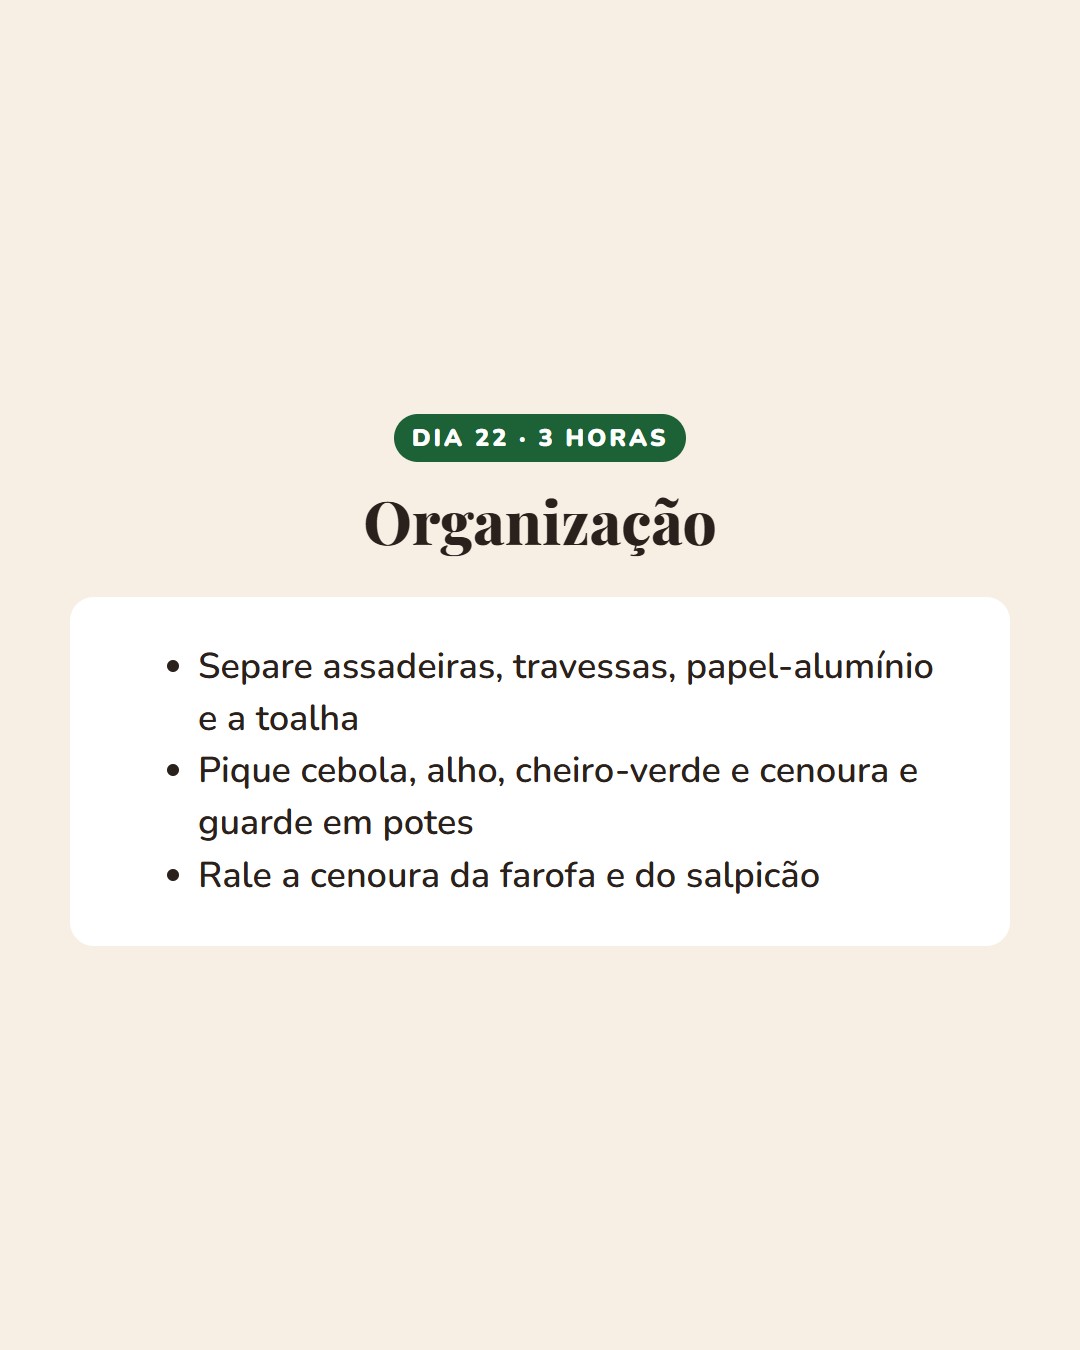 DIA 22 · 3 HORAS
Organização
• Separe assadeiras, travessas, papel-alumínio
e a toalha
• Pique cebola, alho, cheiro-verde e cenoura e
guarde em potes
• Rale a cenoura da farofa e do salpicão